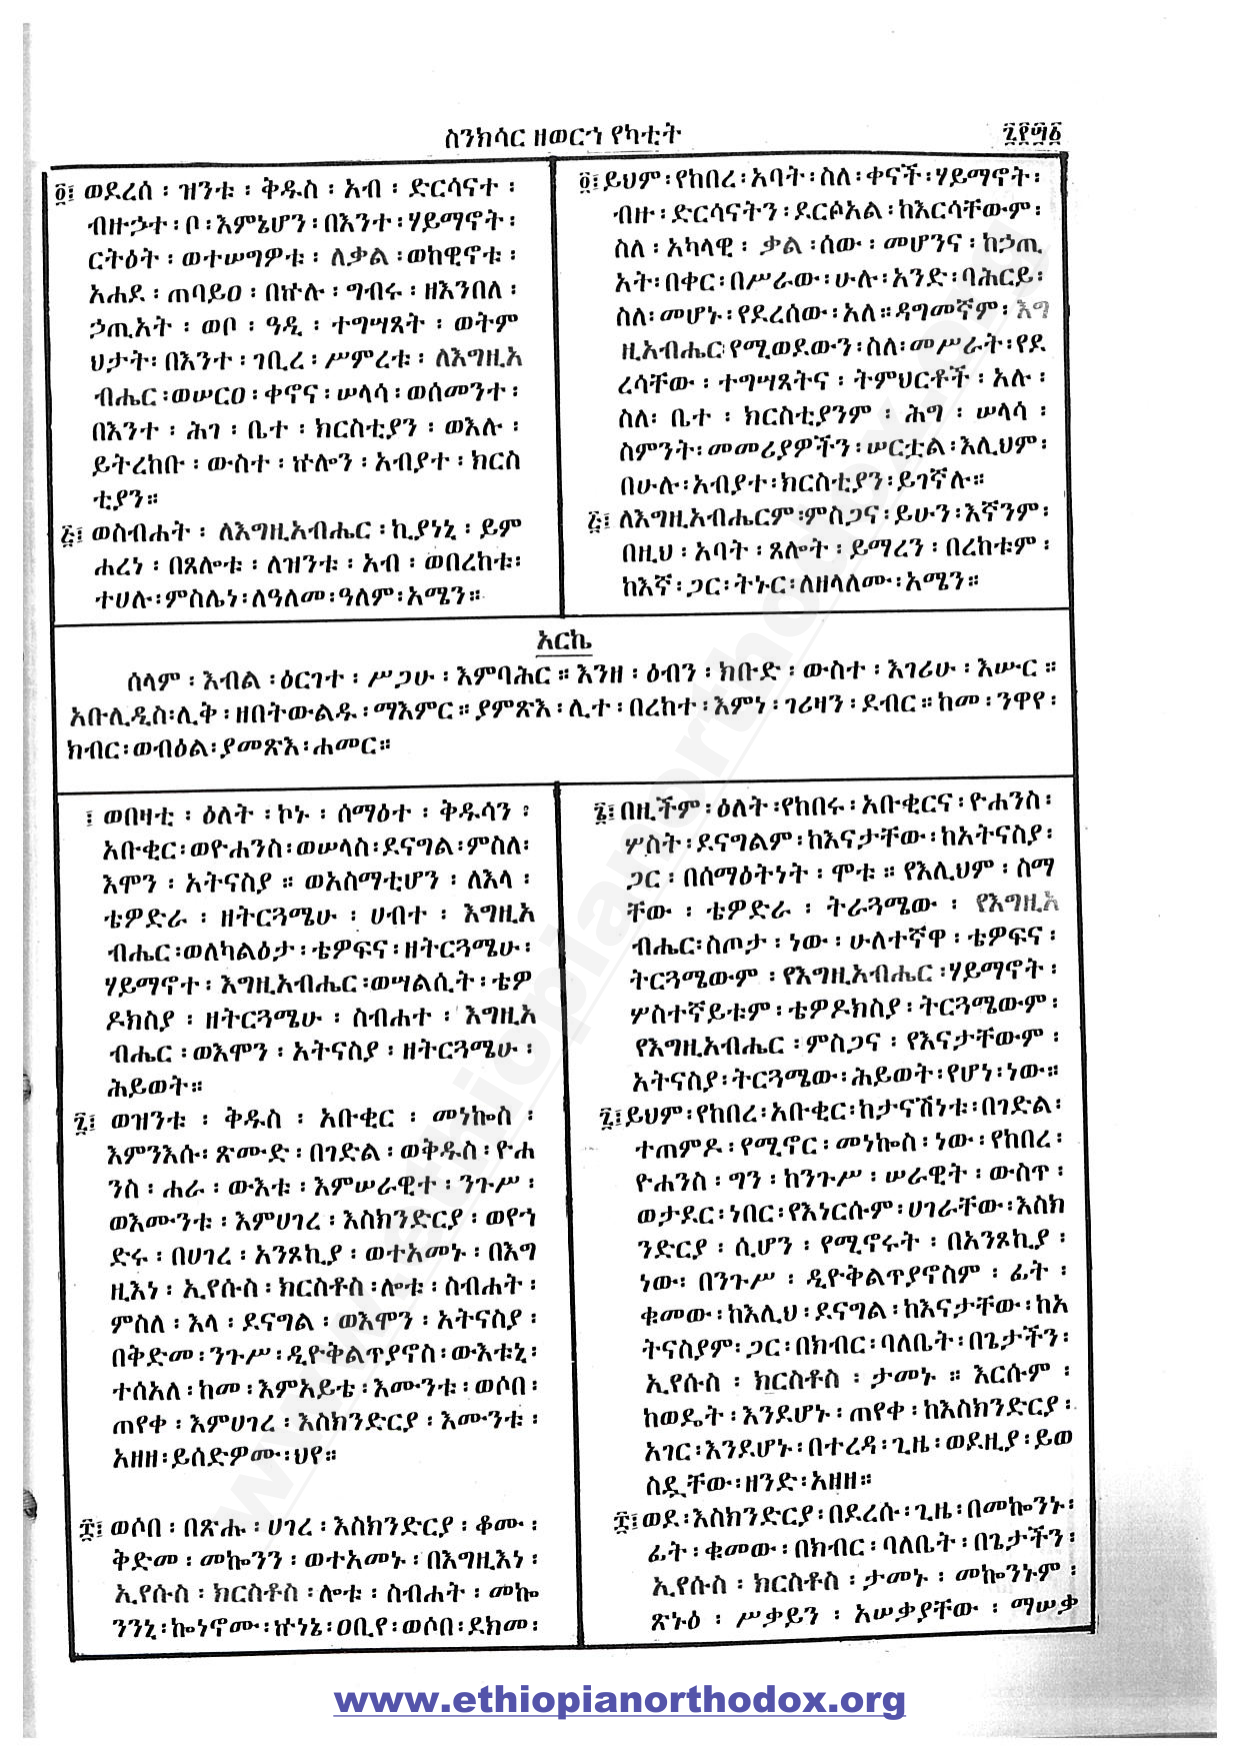 ስንክሳር ዘወርኀ የካቲት
፬፤ ወደረሰ ፡ ዝንቱ ፡ ቅዱስ ፡ አብ ፡ ድርሳናተ ፡
ብዙኃተ ፡ ቦ ፡ እምኔሆን ፡ በእንተ ፡ ሃይማኖት ፡
ርትዕት ፡ ወተሠግዎቱ ፡ ለቃል ፡ ወከዊኖቱ ፡
አሐደ ፡ ጠባይዐ ፡ በኵሉ ፡ ግብሩ ፡ ዘእንበለ ፡
ኃጢአት ፡ ወቦ ፡ ዓዲ ፡ ተግሣጸት ፡ ወትም
ህታት፡ በእንተ ፡ ገቢረ ፡ ሥምረቱ ፡ ለእግዚአ
ብሔር ፡ ወሠርዐ ፡ ቀኖና ፡ ሠላሳ ፡ ወሰመንተ ፡
በእንተ ፡ ሕገ ፡ ቤተ ፡ ክርስቲያን ፡ ወእሉ ፡
ይትረከቡ ፡ ውስተ ፡ ኵሎን ፡ አብያተ ፡ ክርስ
ቲያን።
፭፤ ወስብሐት ፡ ለእግዚአብሔር ፡ ኪያነኒ ፡ ይም
ሐረነ ፡ በጸሎቱ ፡ ለዝንቱ ፡ አብ ፡ ወበረከቱ፡
ተሀሉ ፡ ምስሌነ ፡ ለዓለመ ፡ ዓለም ፡ አሜን።
፬፤ ይህም ፡ የከበረ ፡ አባት ፡ ስለ ፡ ቀናች ፡ ሃይማኖት ፡
ብዙ ፡ ድርሳናትን ፡ ደርሶአል ፡ ከእርሳቸውም ፡
ስለ ፡ አካላዊ ፡ ቃል ፡ ሰው ፡ መሆንና ፡ ከኃጢ
አት፡ በቀር ፡ በሥራው ፡ ሁሉ ፡ አንድ ፡ ባሕርይ ፡
ስለ፡ መሆኑ ፡ የደረሰው ፡ አለ ። ዳግመኛም ፡ እግ
ዚአብሔር ፡ የሚወደውን ፡ ስለ ፡ መሥራት ፡ የደ
ረሳቸው ፡ ተግሣጸትና ፡ ትምህርቶች ፡ አሉ ፡
ስለ፡ ቤተ ፡ ክርስቲያንም ፡ ሕግ ፡ ሠላሳ ፡
ስምንት ፡ መመሪያዎችን ፡ ሠርቷል ፡ እሊህም ፡
በሁሉ ፡ አብያተ ፡ ክርስቲያን ፡ ይገኛሉ።
፭፤ ለእግዚአብሔርም ፡ ምስጋና ፡ ይሁን ፡ እኛንም ፡
በዚህ ፡ አባት ፡ ጸሎት ፡ ይማረን ፡ በረከቱም ፡
ከእኛ ፡ ጋር ፡ ትኑር ፡ ለዘላለሙ ፡ አሜን።
አርኬ
ሰላም ፡ እብል ፡ ዕርገተ ፡ ሥጋሁ ፡ እምባሕር ። እንዘ ፡ ዕብን ፡ ክቡድ ፡ ውስተ ፡ እገሪሁ ፡ እሡር ።
አቡሊዲስ ፡ ሊቅ ፡ ዘበትውልዱ ፡ ማእምር ። ያምጽእ ፡ ሊተ ፡ በረከተ ፡ እምነ ፡ ገሪዛን ፡ ደብር ። ከመ ፡ ንዋየ ፡
ክብር ፡ ወብዕል ፡ ያመጽእ ፡ ሐመር።
፤ ወበዛቲ ፡ ዕለት ፡ ኮኑ ፡ ሰማዕተ ፡ ቅዱሳን ፡
አቡቂር ፡ ወዮሐንስ ፡ ወሠላስ ፡ ደናግል ፡ ምስለ፡
እሞን ፡ አትናስያ ። ወአስማቲሆን ፡ ለእላ ፡
ቴዎድራ ፡ ዘትርጓሜሁ ፡ ሀብተ ፡ እግዚአ
ብሔር ፡ ወለካልዕታ ፡ ቴዎፍና ፡ ዘትርጓሜሁ ፡
ሃይማኖተ ፡ እግዚአብሔር ፡ ወሣልሲት ፡ ቴዎ
ዶክስያ ፡ ዘትርጓሜሁ ፡ ስብሐተ ፡ እግዚአ
ብሔር ፡ ወእሞን ፡ አትናስያ ፡ ዘትርጓሜሁ ፡
ሕይወት።
፯፤ ወዝንቱ ፡ ቅዱስ ፡ አቡቂር ፡ መነኰስ ፡
እምንእሱ፡ ጽሙድ ፡ በገድል ፡ ወቅዱስ ፡ ዮሐ
ንስ ፡ ሐራ ፡ ውእቱ ፡ እምሠራዊተ ፡ ንጉሥ ፡
ወእሙንቱ ፡ እምሀገረ ፡ እስክንድርያ ፡ ወየኀ
ድሩ ፡ በሀገረ ፡ አንጾኪያ ፡ ወተአመኑ ፡ በእግ
ዚእነ ፡ ኢየሱስ ፡ ክርስቶስ ፡ ሎቱ ፡ ስብሐት ፡
ምስለ ፡ እላ ፡ ደናግል ፡ ወእሞን ፡ አትናስያ ፡
በቅድመ ፡ ንጉሥ ፡ ዲዮቅልጥያኖስ ፡ ውእቱኒ፡
ተሰአለ ፡ ከመ ፡ እምአይቴ ፡ እሙንቱ ፡ ወሶበ ፡
ጠየቀ ፡ እምሀገረ ፡ እስክንድርያ ፡ እሙንቱ ፡
አዘዘ ፡ ይሰድዎሙ ፡ ህየ።
፰፤ ወሶበ ፡ በጽሑ ፡ ሀገረ ፡ እስክንድርያ ፡ ቆሙ ፡
ቅድመ ፡ መኰንን ፡ ወተአመኑ ፡ በእግዚእነ ፡
ኢየሱስ ፡ ክርስቶስ ፡ ሎቱ ፡ ስብሐት ፡ መኰ
ንንኒ ፡ ኰነኖሙ ፡ ኵነኔ ፡ ዐቢየ ፡ ወሶበ ፡ ደክመ ፡
፮፤ በዚችም ፡ ዕለት ፡ የከበሩ ፡ አቡቂርና ፡ ዮሐንስ ፡
ሦስት ፡ ደናግልም ፡ ከእናታቸው ፡ ከአትናስያ ፡
ጋር ፡ በሰማዕትነት ፡ ሞቱ ። የእሊህም ፡ ስማ
ቸው ፡ ቴዎድራ ፡ ትራጓሜው ፡ የእግዚአ
ብሔር፡ ስጦታ ፡ ነው ፡ ሁለተኛዋ ፡ ቴዎፍና ፡
ትርጓሜውም ፡ የእግዚአብሔር ፡ ሃይማኖት ፡
ሦስተኛይቱም ፡ ቴዎዶክስያ ፡ ትርጓሜውም ፡
የእግዚአብሔር ፡ ምስጋና ፡ የእናታቸውም ፡
አትናስያ ፡ ትርጓሜው ፡ ሕይወት ፡ የሆነ ፡ ነው።
፯፤ ይህም ፡ የከበረ ፡ አቡቂር ፡ ከታናሽነቱ ፡ በገድል ፡
ተጠምዶ ፡ የሚኖር ፡ መነኰስ ፡ ነው ፡ የከበረ ፡
ዮሐንስ ፡ ግን ፡ ከንጉሥ ፡ ሠራዊት ፡ ውስጥ ፡
ወታደር ፡ ነበር ፡ የእነርሱም ፡ ሀገራቸው ፡ እስክ
ንድርያ ፡ ሲሆን ፡ የሚኖሩት ፡ በአንጾኪያ ፡
ነው፡ በንጉሥ ፡ ዲዮቅልጥያኖስም ፡ ፊት ፡
ቁመው ፡ ከእሊህ ፡ ደናግል ፡ ከእናታቸው ፡ ከአ
ትናስያም፡ ጋር ፡ በክብር ፡ ባለቤት ፡ በጌታችን ፡
ኢየሱስ ፡ ክርስቶስ ፡ ታመኑ ። እርሱም ፡
ከወዴት ፡ እንደሆኑ ፡ ጠየቀ ፡ ከእስክንድርያ ፡
አገር ፡ እንደሆኑ ፡ በተረዳ ፡ ጊዜ ፡ ወደዚያ ፡ ይወ
ስዷቸው ፡ ዘንድ ፡ አዘዘ።
፰፤ ወደ ፡ እስክንድርያ ፡ በደረሱ ፡ ጊዜ ፡ በመኰንኑ ፡
ፊት ፡ ቁመው ፡ በክብር ፡ ባለቤት ፡ በጌታችን ፡
ኢየሱስ ፡ ክርስቶስ ፡ ታመኑ ፡ መኰንኑም ፡
ጽኑዕ ፡ ሥቃይን ፡ አሠቃያቸው ፡ ማሠቃ
www.ethiopianorthodox.org
www.ethiopianorthodox.org